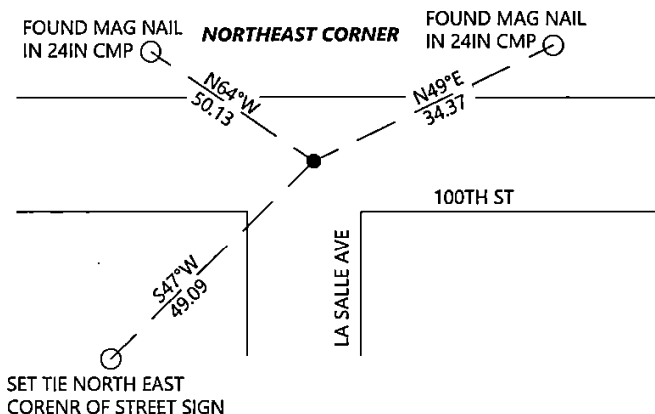 FOUND MAG NAIL
IN 24IN CMP
NORTHEAST CORNER
FOUND MAG NAIL
IN 24IN CMP
N64°W
50.13
N49°E
34.37
100TH ST
LA SALLE AVE
S47°W
49.09
SET TIE NORTH EAST
CORENR OF STREET SIGN